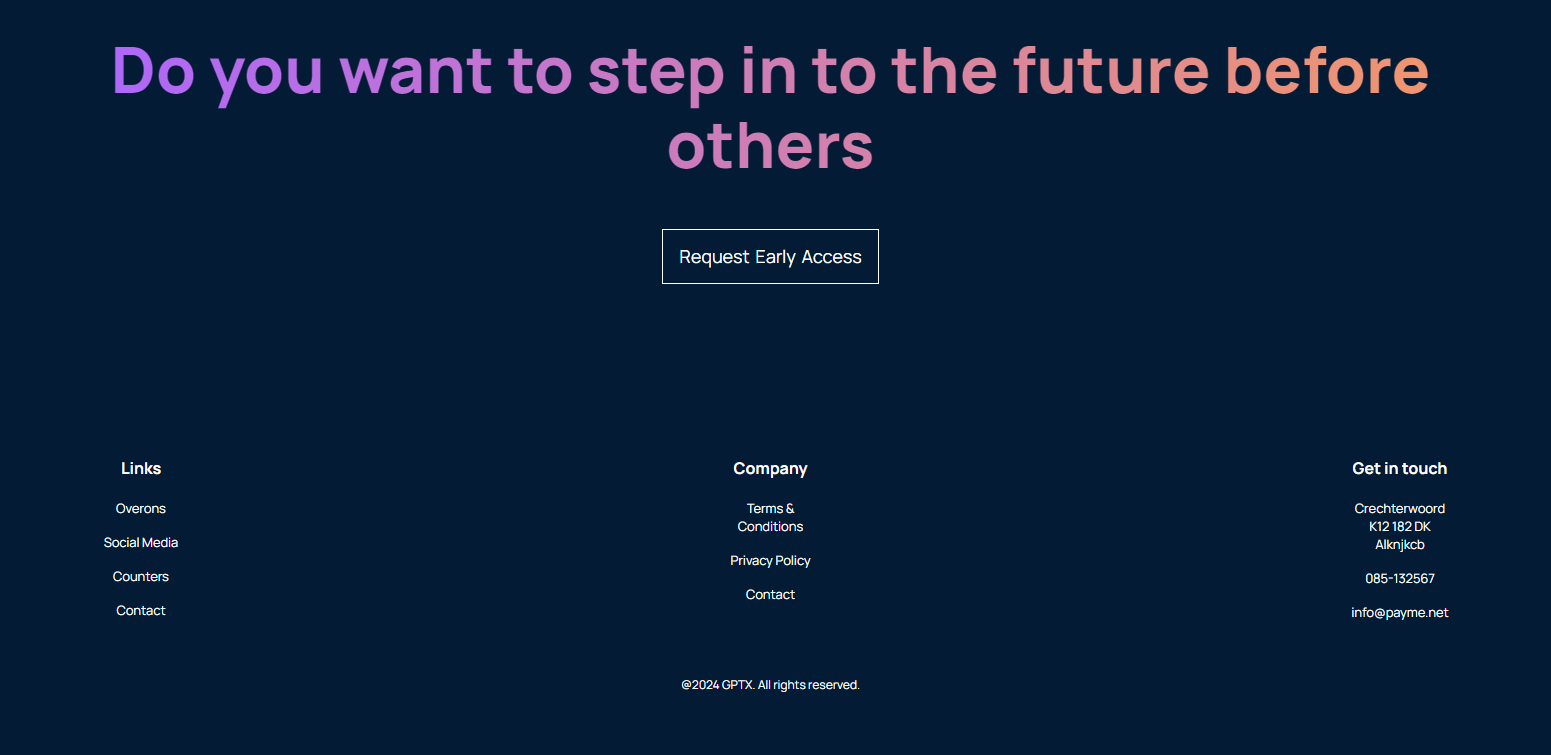 Do you want to step in to the future before
others
Request Early Access
Links
Overons
Social Media
Counters
Contact
Company
Terms &
Conditions
Privacy Policy
Contact
Get in touch
Crechterwoord
K12 182 DK
Alknjkcb
085-132567
info@payme.net
@2024 GPTX. All rights reserved.